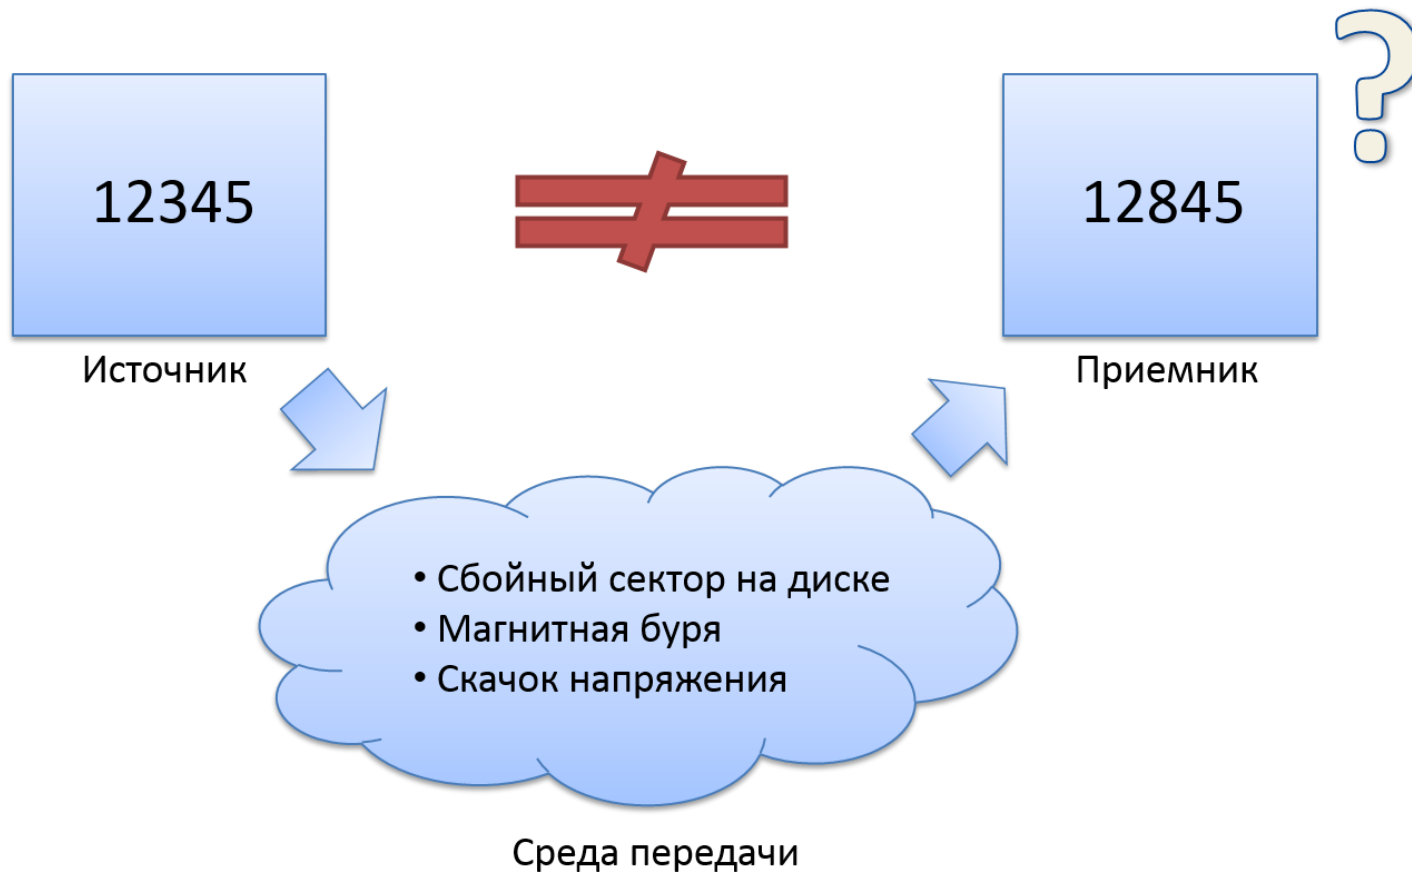 ?
12345
12845
Источник
Приемник
• Сбойный сектор на диске
• Магнитная буря
• Скачок напряжения
Среда передачи